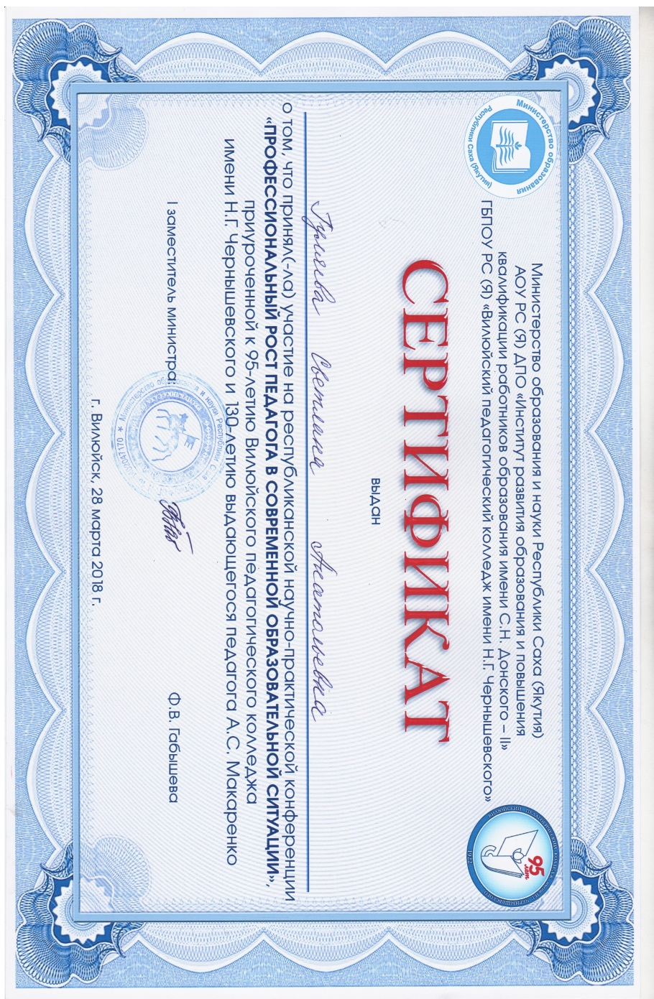 Министерство образования и науки Республики Саха (Якутия)
АОУ РС (Я) ДПО «Институт развития образования и повышения
квалификации работников образования имени С.Н. Донского – II»
ГБПОУ РС (Я) «Вилюйский педагогический колледж имени Н.Г. Чернышевского»
Министерство образования
Республики Саха (Якутия)
95
лет
1923
СЕРТИФИКАТ
выдан
Светлана Анатольевна
о том, что принял(-ла) участие на республиканской научно-практической конференции
«ПРОФЕССИОНАЛЬНЫЙ РОСТ ПЕДАГОГА В СОВРЕМЕННОЙ ОБРАЗОВАТЕЛЬНОЙ СИТУАЦИИ»,
приуроченной к 95-летию Вилюйского педагогического колледжа
имени Н.Г. Чернышевского и 130-летию выдающегося педагога А.С. Макаренко
I заместитель министра:
Ф.В. Габышева
г. Вилюйск, 28 марта 2018 г.